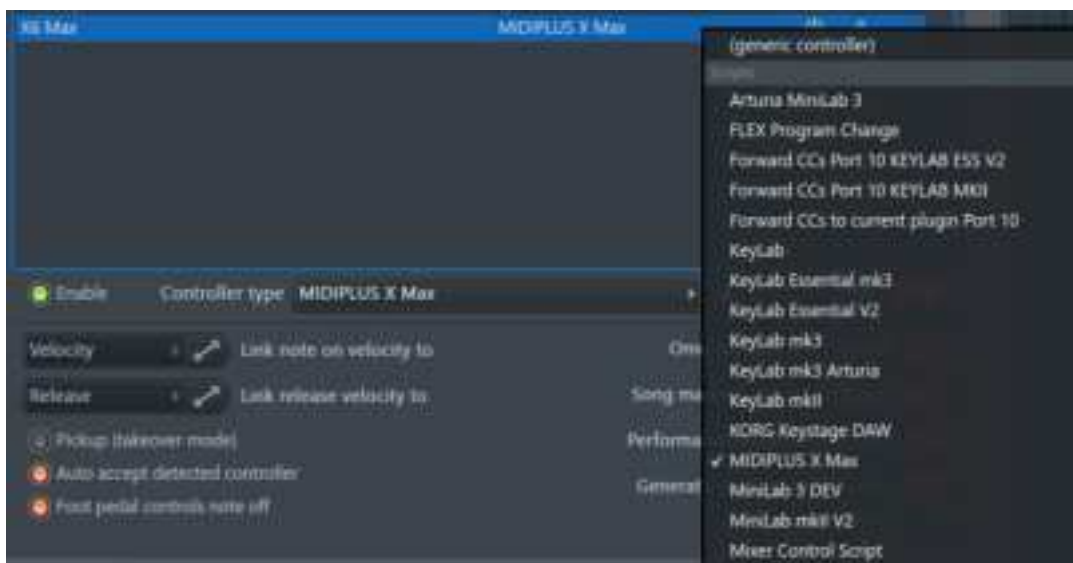 X6 Max MIDIPLUS X Max
(generic controller)
Arturia MiniLab 3
FLEX Program Change
Forward CCs Port 10 KEYLAB ESS V2
Forward CCs Port 10 KEYLAB MKII
Forward CCs to current plugin Port 10
KeyLab
KeyLab Essential mk3
KeyLab Essential V2
KeyLab mk3
KeyLab mk3 Arturia
KeyLab mkII
KORG Keystage DAW
MIDIPLUS X Max
MiniLab 3 DEV
MiniLab mkII V2
Mixer Control Script
Enable Controller type MIDIPLUS X Max
Velocity Link note on velocity to
Release Link release velocity to
Song ma
Pickup (takeover mode) Performa
Auto accept detected controller
Generat
Foot pedal controls note off